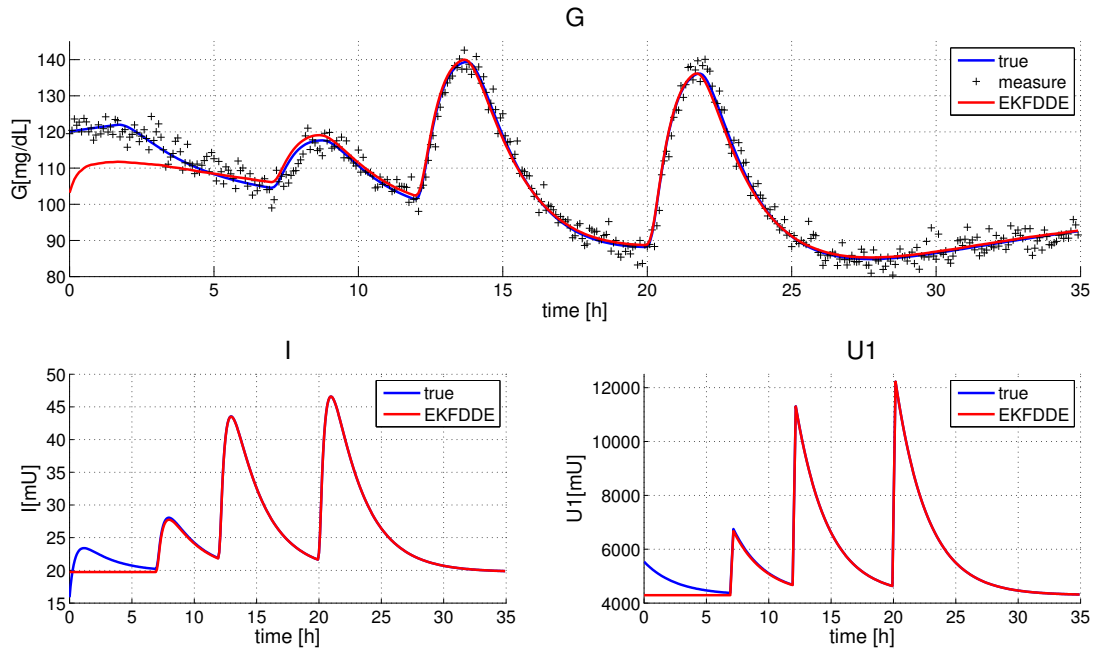 G
G[mg/dL]
140
130
120
110
100
90
80
true
measure
EKFDDE
0 5 10 15 20 25 30 35
time [h]
I
I[mU]
50
45
40
35
30
25
20
15
true
EKFDDE
0 5 10 15 20 25 30 35
time [h]
U1
U1[mU]
12000
10000
8000
6000
4000
true
EKFDDE
0 5 10 15 20 25 30 35
time [h]